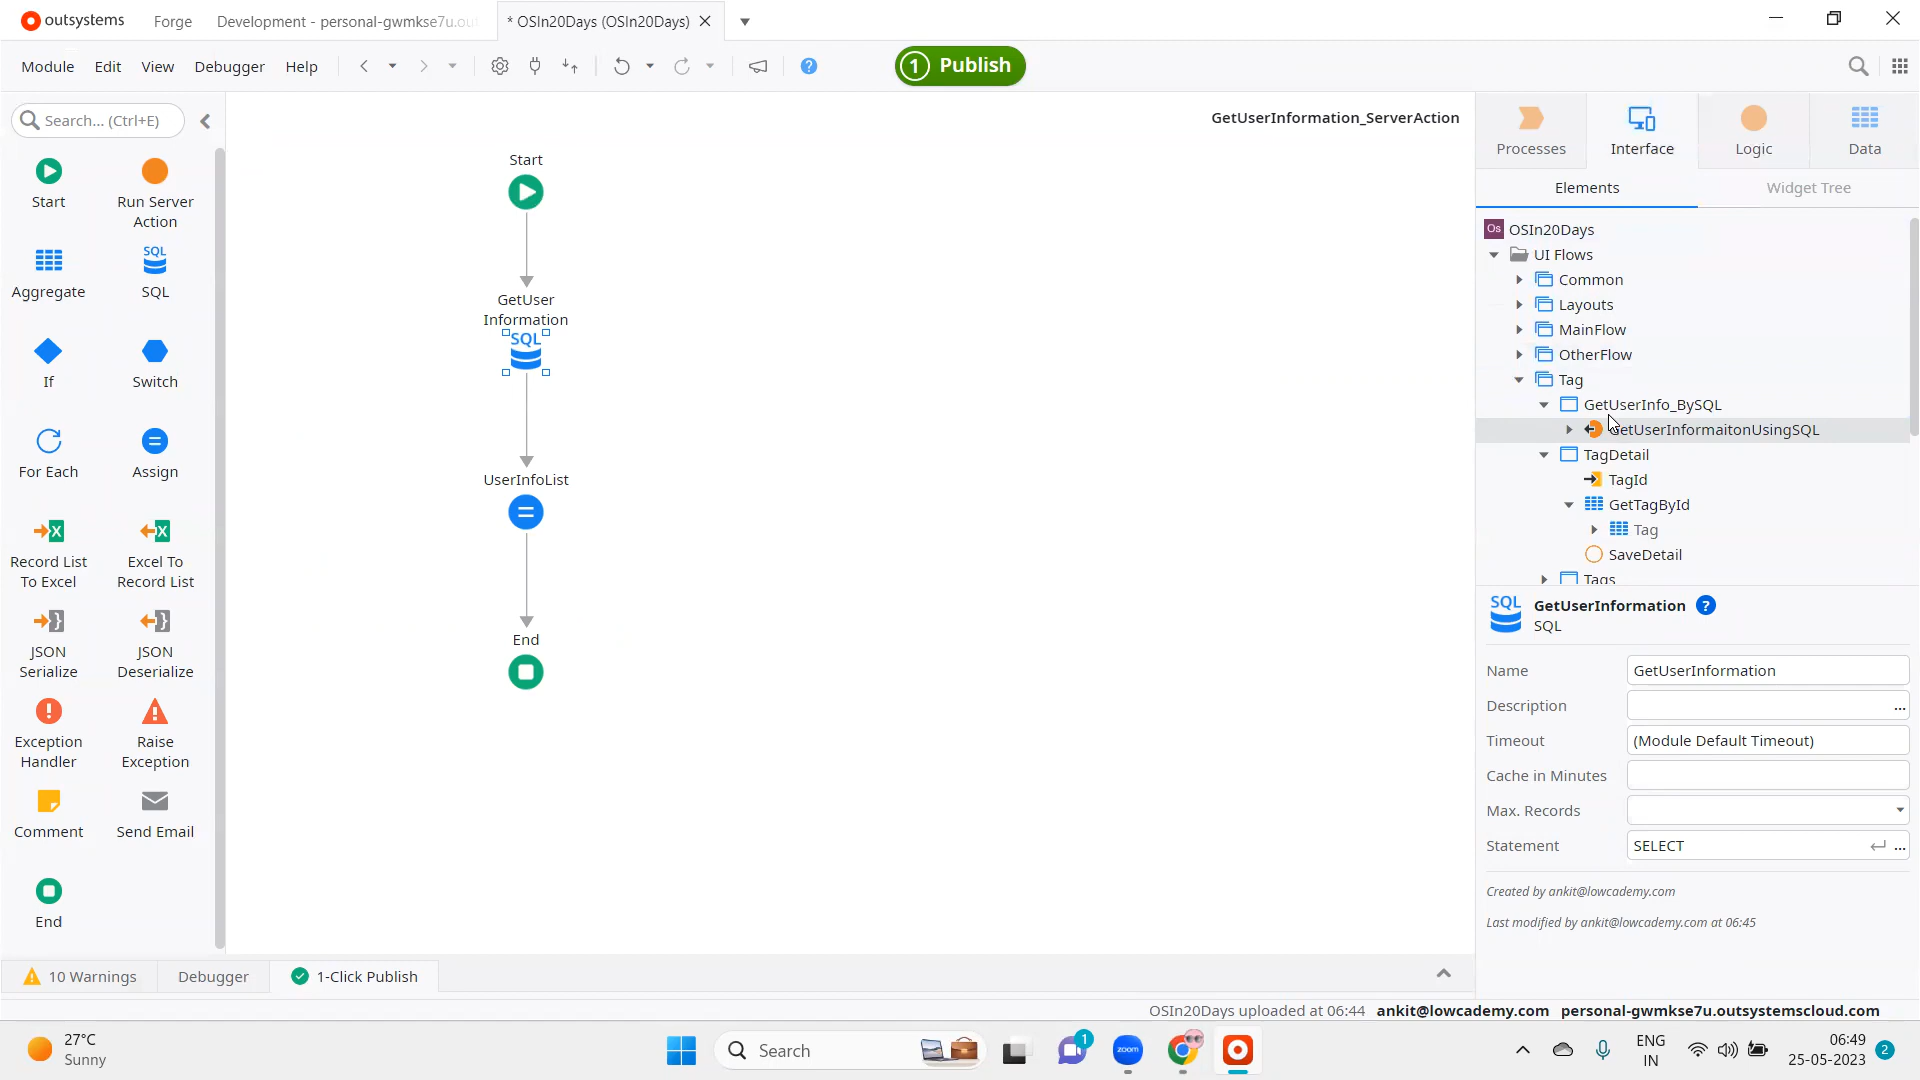 outsystems Forge Development - personal-gwmkse7u.ou * OSIn20Days (OSIn20Days)
Module Edit View Debugger Help 1 Publish
Search... (Ctrl+E)
GetUserInformation_ServerAction
Start
Run Server Action
Aggregate
SQL
SQL
If
Switch
For Each
Assign
Record List To Excel
Excel To Record List
JSON Serialize
JSON Deserialize
Exception Handler
Raise Exception
Comment
Send Email
End
Start
GetUser
Information
SQL
UserInfoList
End
Processes Interface Logic Data
Elements Widget Tree
Os OSIn20Days
UI Flows
Common
Layouts
MainFlow
OtherFlow
Tag
GetUserInfo_BySQL
GetUserInformaitonUsingSQL
TagDetail
TagId
GetTagById
Tag
SaveDetail
Tags
SQL GetUserInformation ?
SQL
Name GetUserInformation
Description ...
Timeout (Module Default Timeout)
Cache in Minutes
Max. Records
Statement SELECT ...
Created by ankit@lowcademy.com
Last modified by ankit@lowcademy.com at 06:45
10 Warnings Debugger 1-Click Publish
OSIn20Days uploaded at 06:44 ankit@lowcademy.com personal-gwmkse7u.outsystemscloud.com
27°C
Sunny
Search
1
zoom
ENG
IN
06:49
25-05-2023
2